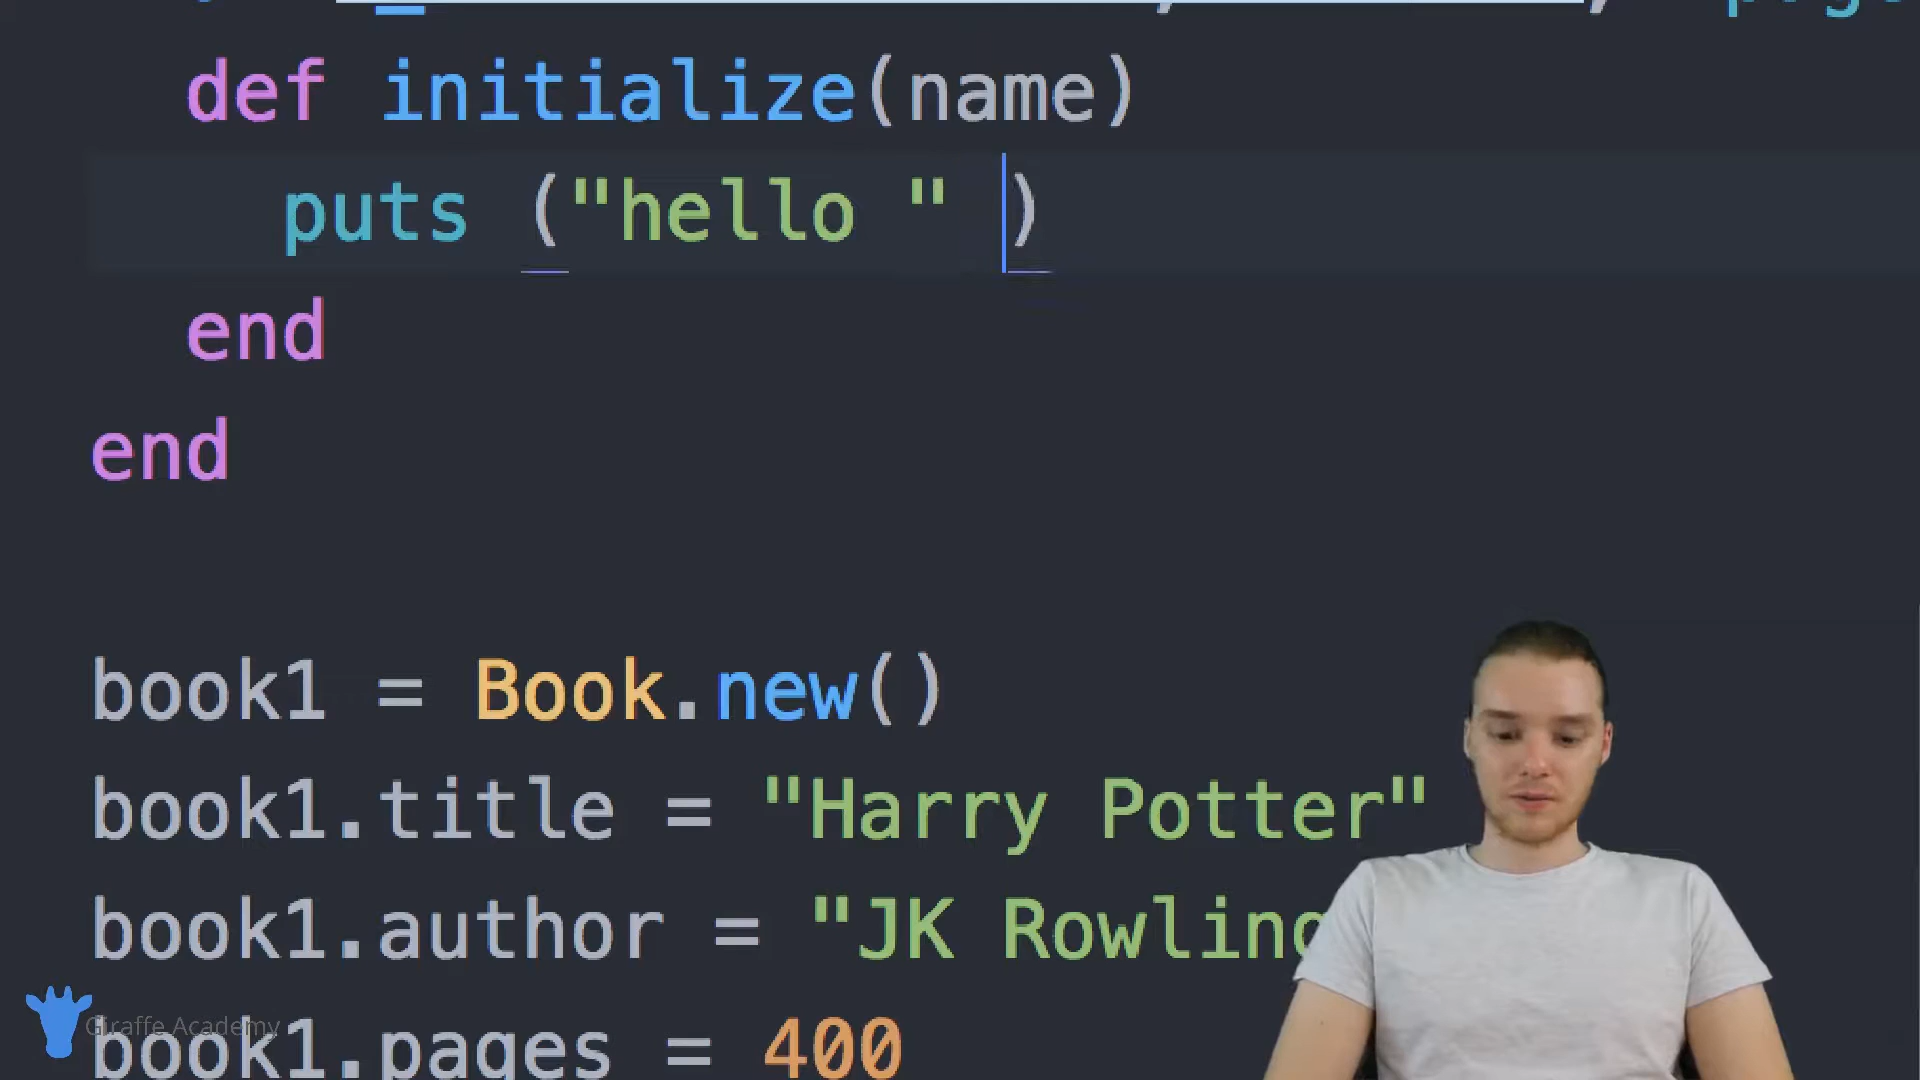 def initialize(name)
puts ("hello " )
end
end
book1 = Book.new()
book1.title = "Harry Potter"
book1.author = "JK Rowling
book1.pages = 400
Giraffe Academy